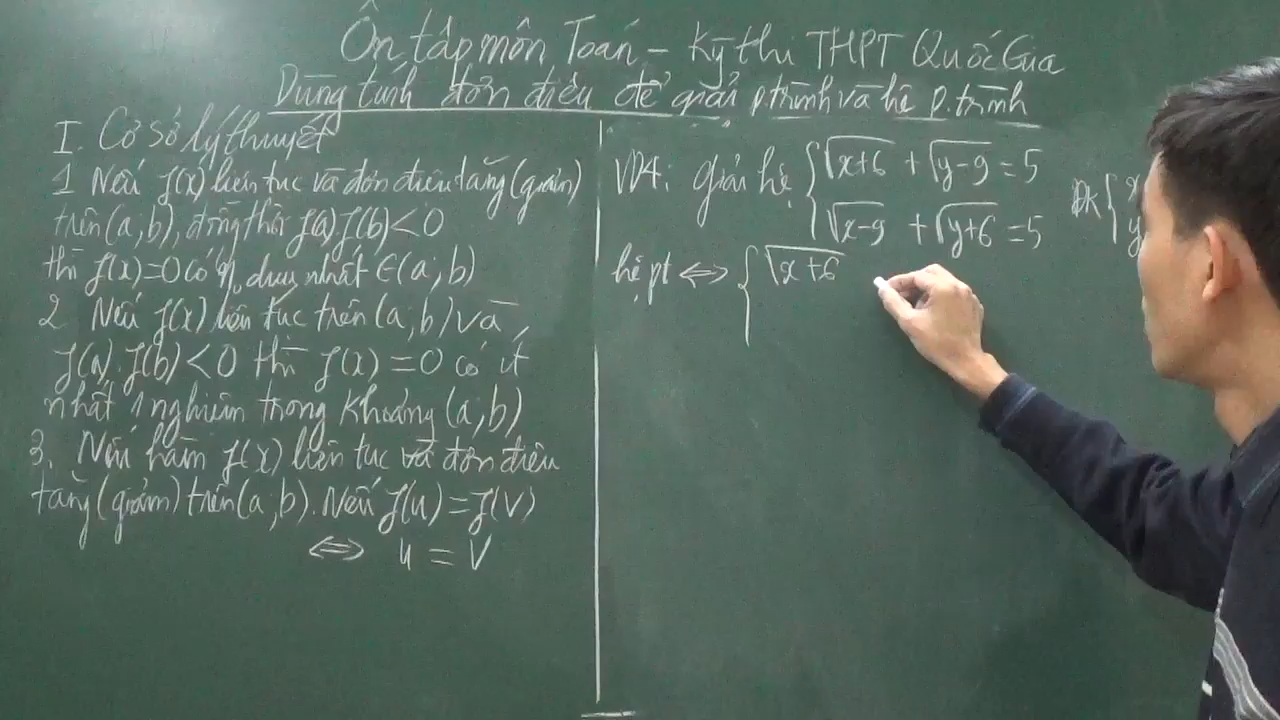 Ôn tập môn Toán – Kỳ thi THPT Quốc Gia
Dùng tính đơn điệu để giải p.trình và hệ p.trình
I. Cơ sở lý thuyết
1 Nếu f(x) liên tục và đơn điệu tăng (giảm)
trên (a; b), đồng thời f(a).f(b) < 0
thì f(x) = 0 có duy nhất ∈ (a; b)
2 Nếu f(x) liên tục trên (a; b) và
f(a).f(b) < 0 thì f(x) = 0 có ít
nhất 1 nghiệm trong khoảng (a; b)
3. Nếu hàm f(x) liên tục và đơn điệu
tăng (giảm) trên (a; b). Nếu f(u) = f(v)
⇔ u = v
VD4: Giải hệ { √(x+6) + √(y−9) = 5
√(x−9) + √(y+6) = 5
ĐK {
hệ pt ⇔ { √(x+6)